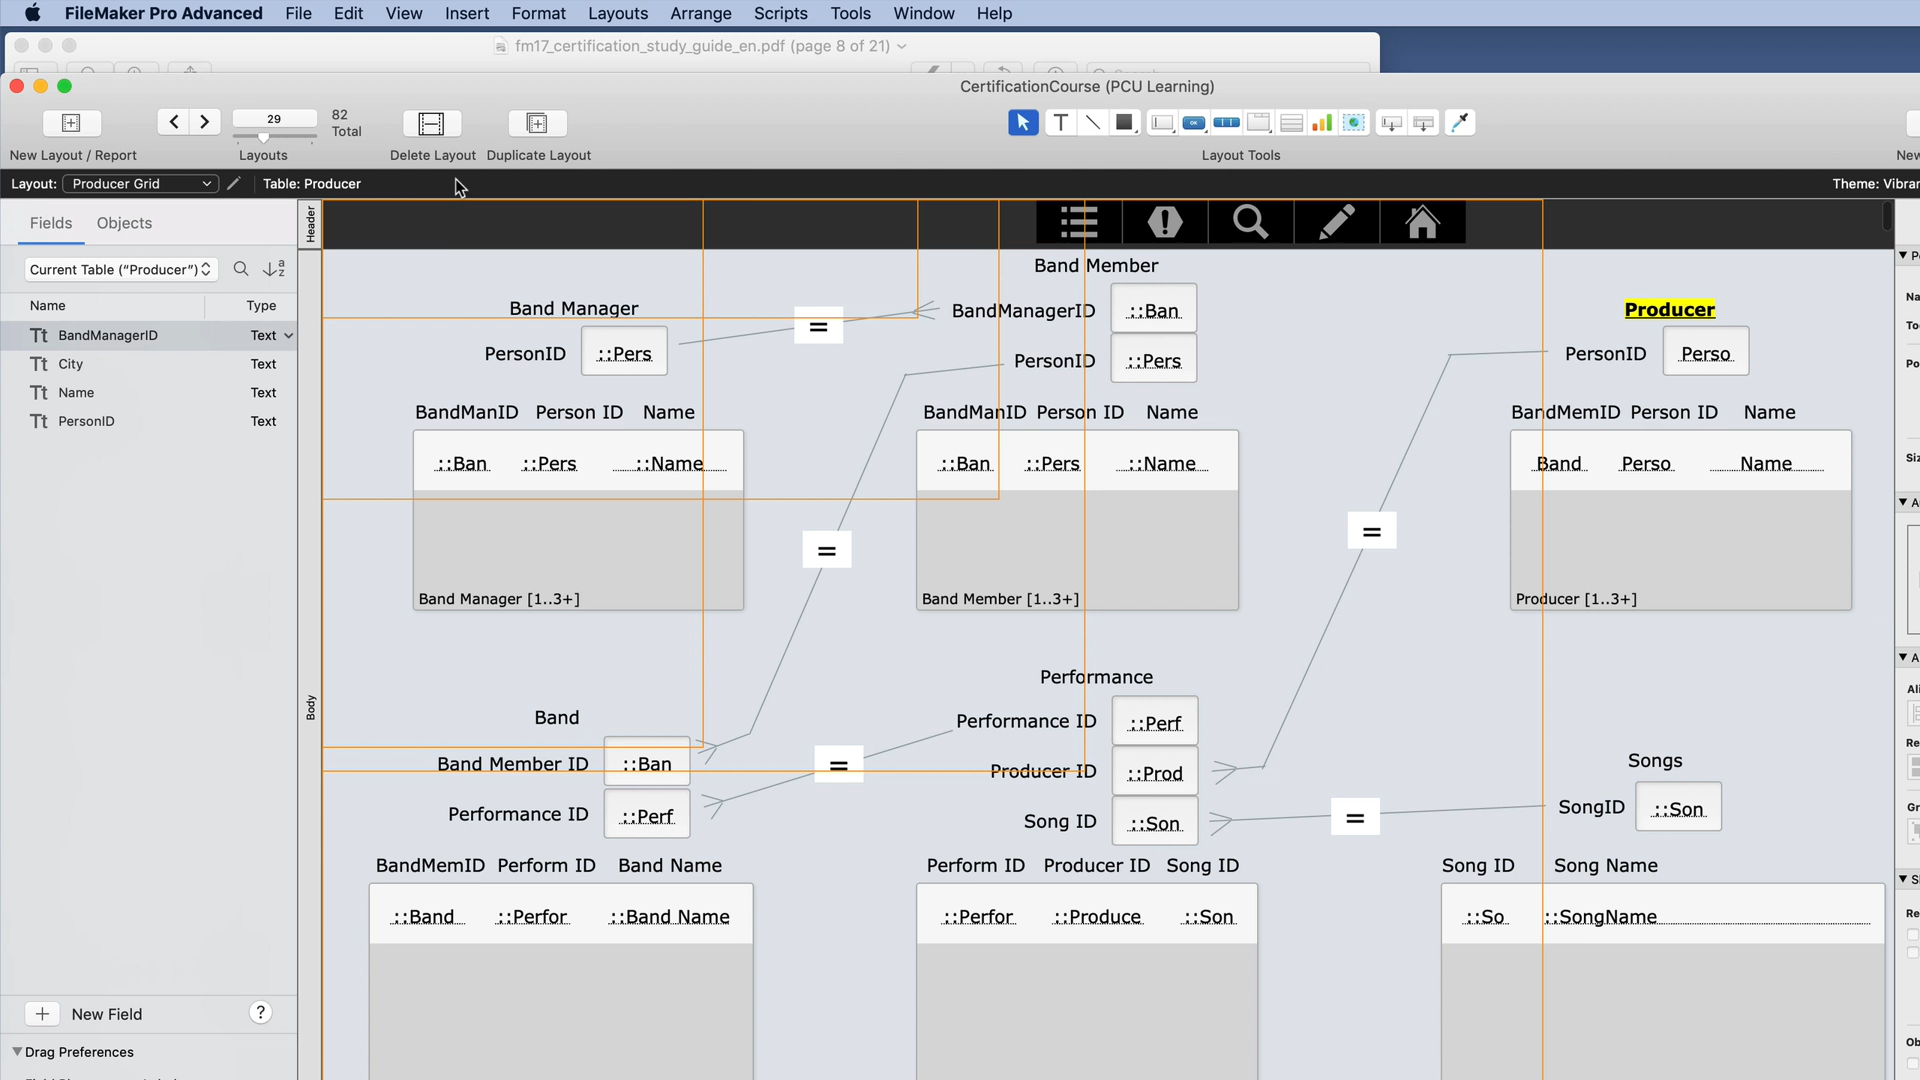 FileMaker Pro Advanced File Edit View Insert Format Layouts Arrange Scripts Tools Window Help
fm17_certification_study_guide_en.pdf (page 8 of 21)
CertificationCourse (PCU Learning)
29
82
Total
OK
New Layout / Report
Layouts
Delete Layout
Duplicate Layout
Layout Tools
Layout: Producer Grid
Table: Producer
Theme: Vibra
Fields Objects
Current Table ("Producer")
Name Type
Tt BandManagerID Text
Tt City Text
Tt Name Text
Tt PersonID Text
New Field
?
Drag Preferences
Header
Body
Band Manager
PersonID ::Pers
BandManID Person ID Name
::Ban ::Pers ::Name
Band Manager [1..3+]
=
Band Member
BandManagerID ::Ban
PersonID ::Pers
BandManID Person ID Name
::Ban ::Pers ::Name
Band Member [1..3+]
=
Producer
PersonID Perso
BandMemID Person ID Name
Band Perso Name
Producer [1..3+]
=
Band
Band Member ID ::Ban
Performance ID ::Perf
BandMemID Perform ID Band Name
::Band ::Perfor ::Band Name
=
Performance
Performance ID ::Perf
Producer ID ::Prod
Song ID ::Son
Perform ID Producer ID Song ID
::Perfor ::Produce ::Son
=
Songs
SongID ::Son
Song ID Song Name
::So ::SongName